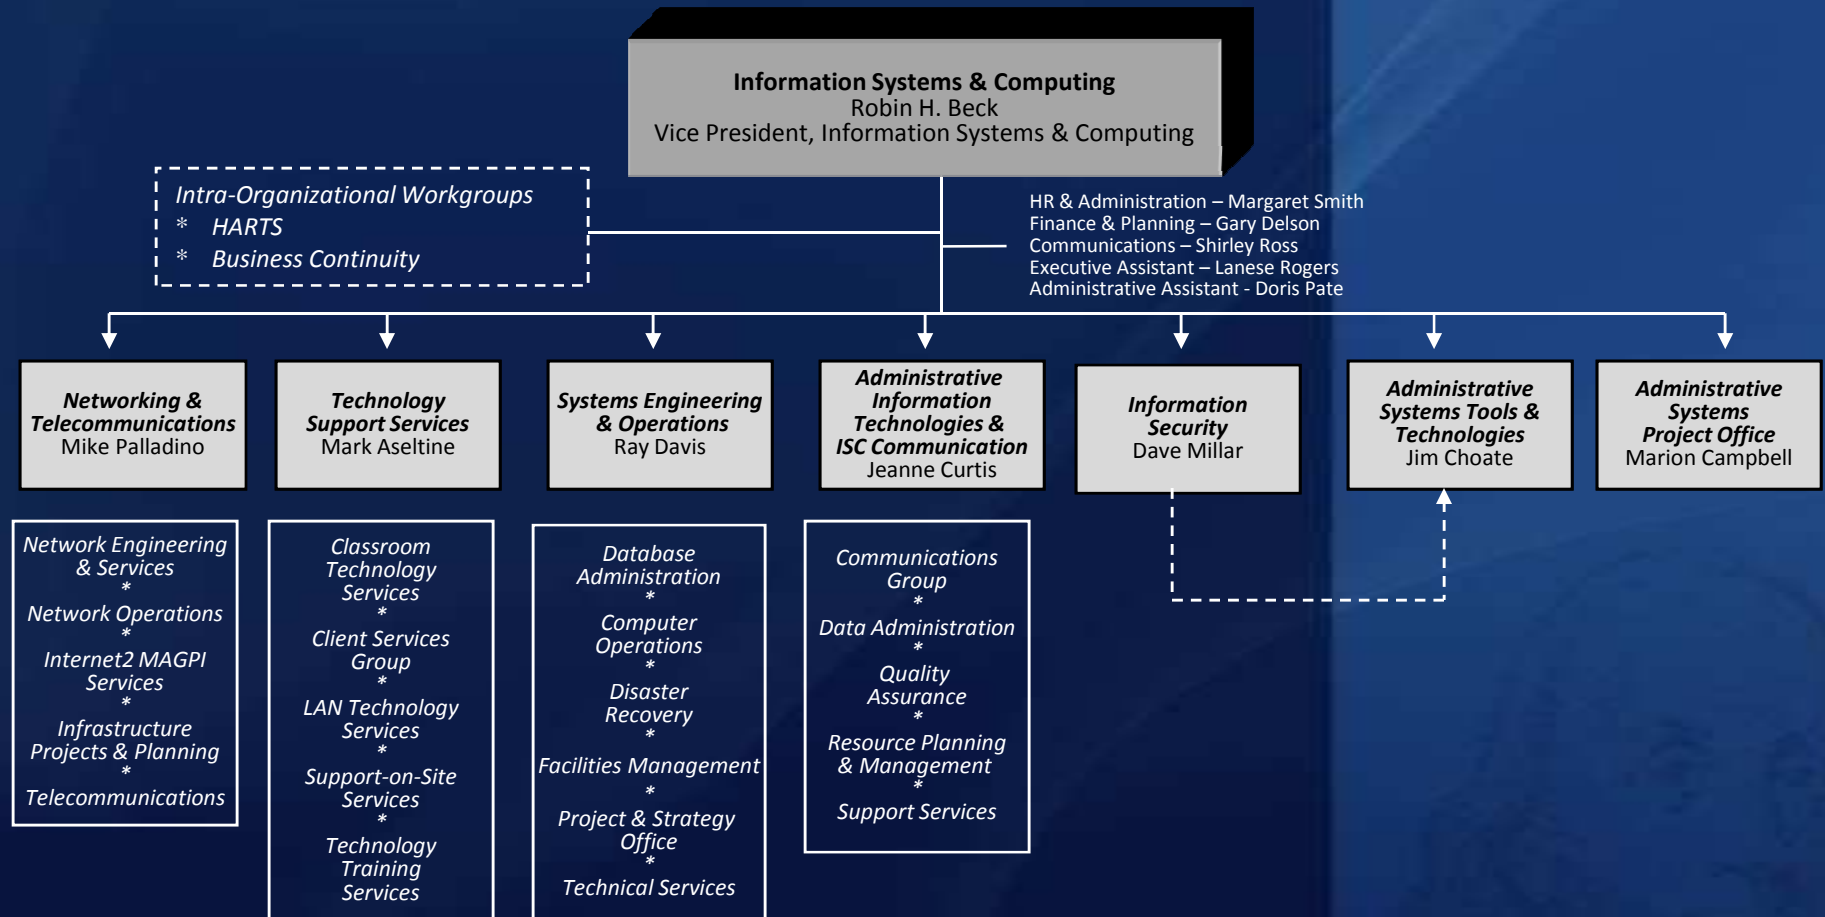 Information Systems & Computing
Robin H. Beck
Vice President, Information Systems & Computing
Intra-Organizational Workgroups
* HARTS
* Business Continuity
HR & Administration – Margaret Smith
Finance & Planning – Gary Delson
Communications – Shirley Ross
Executive Assistant – Lanese Rogers
Administrative Assistant - Doris Pate
Networking &
Telecommunications
Mike Palladino
Technology
Support Services
Mark Aseltine
Systems Engineering
& Operations
Ray Davis
Administrative
Information
Technologies &
ISC Communication
Jeanne Curtis
Information
Security
Dave Millar
Administrative
Systems Tools &
Technologies
Jim Choate
Administrative
Systems
Project Office
Marion Campbell
Network Engineering
& Services
*
Network Operations
*
Internet2 MAGPI
Services
*
Infrastructure
Projects & Planning
*
Telecommunications
Classroom
Technology
Services
*
Client Services
Group
*
LAN Technology
Services
*
Support-on-Site
Services
*
Technology
Training
Services
Database
Administration
*
Computer
Operations
*
Disaster
Recovery
*
Facilities Management
*
Project & Strategy
Office
*
Technical Services
Communications
Group
*
Data Administration
*
Quality
Assurance
*
Resource Planning
& Management
*
Support Services